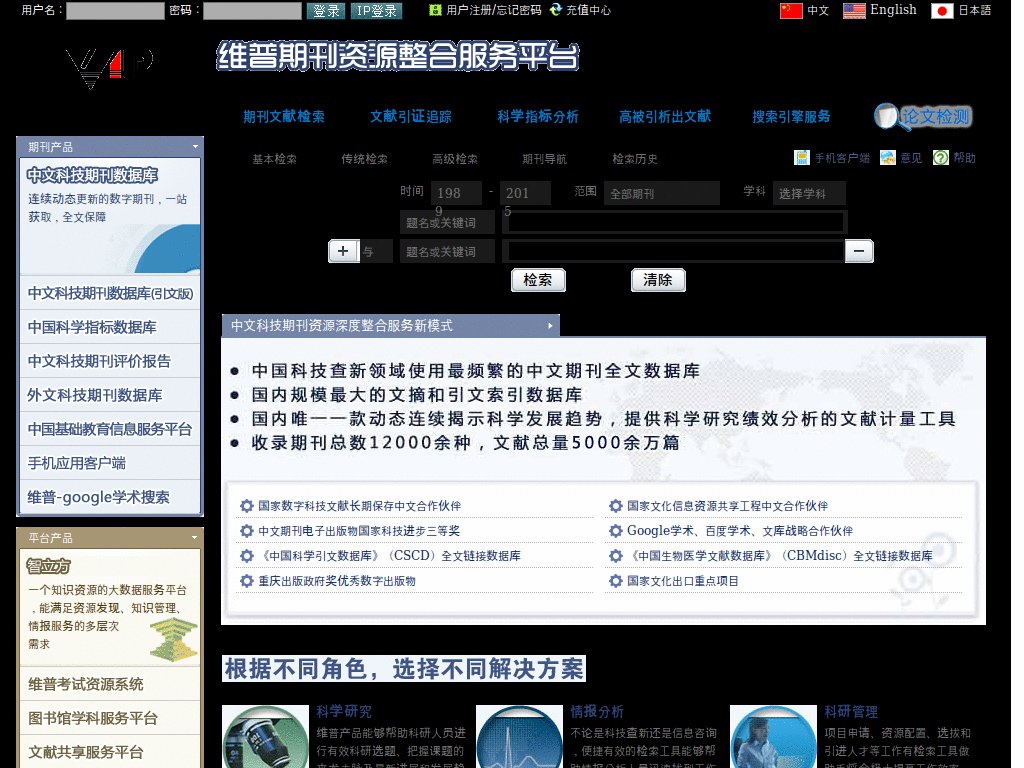 用户名： 密码： 登录 IP登录 用户注册/忘记密码 充值中心 中文 English 日本語
VIP 维普期刊资源整合服务平台
期刊文献检索 文献引证追踪 科学指标分析 高被引析出文献 搜索引擎服务 论文检测
基本检索 传统检索 高级检索 期刊导航 检索历史 手机客户端 意见 帮助
时间 1989 - 2015 范围 全部期刊 学科 选择学科
题名或关键词
+ 与 题名或关键词 −
检索 清除
期刊产品
中文科技期刊数据库
连续动态更新的数字期刊，一站
获取，全文保障
中文科技期刊数据库(引文版)
中国科学指标数据库
中文科技期刊评价报告
外文科技期刊数据库
中国基础教育信息服务平台
手机应用客户端
维普-google学术搜索
平台产品
智立方
一个知识资源的大数据服务平台
，能满足资源发现、知识管理、
情报服务的多层次
需求
维普考试资源系统
图书馆学科服务平台
文献共享服务平台
中文科技期刊资源深度整合服务新模式
● 中国科技查新领域使用最频繁的中文期刊全文数据库
● 国内规模最大的文摘和引文索引数据库
● 国内唯一一款动态连续揭示科学发展趋势，提供科学研究绩效分析的文献计量工具
● 收录期刊总数12000余种，文献总量5000余万篇
国家数字科技文献长期保存中文合作伙伴
中文期刊电子出版物国家科技进步三等奖
《中国科学引文数据库》（CSCD）全文链接数据库
重庆出版政府奖优秀数字出版物
国家文化信息资源共享工程中文合作伙伴
Google学术、百度学术、文库战略合作伙伴
《中国生物医学文献数据库》（CBMdisc）全文链接数据库
国家文化出口重点项目
根据不同角色，选择不同解决方案
科学研究
维普产品能够帮助科研人员进
行有效科研选题、把握课题的
情报分析
不论是科技查新还是信息咨询
，便捷有效的检索工具能够帮
科研管理
项目申请、资源配置、选拔和
引进人才等工作有检索工具做